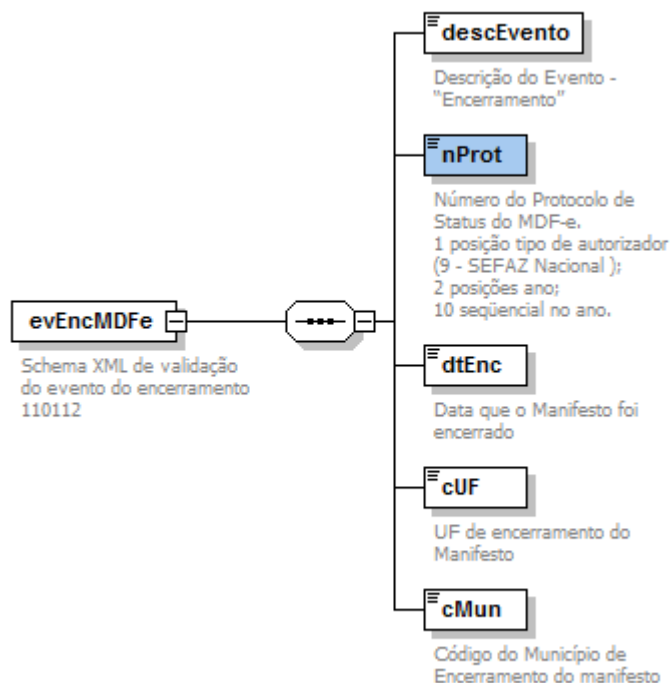 descEvento
Descrição do Evento -
"Encerramento"
nProt
Número do Protocolo de
Status do MDF-e.
1 posição tipo de autorizador
(9 - SEFAZ Nacional );
2 posições ano;
10 seqüencial no ano.
evEncMDFe
Schema XML de validação
do evento do encerramento
110112
dtEnc
Data que o Manifesto foi
encerrado
cUF
UF de encerramento do
Manifesto
cMun
Código do Município de
Encerramento do manifesto